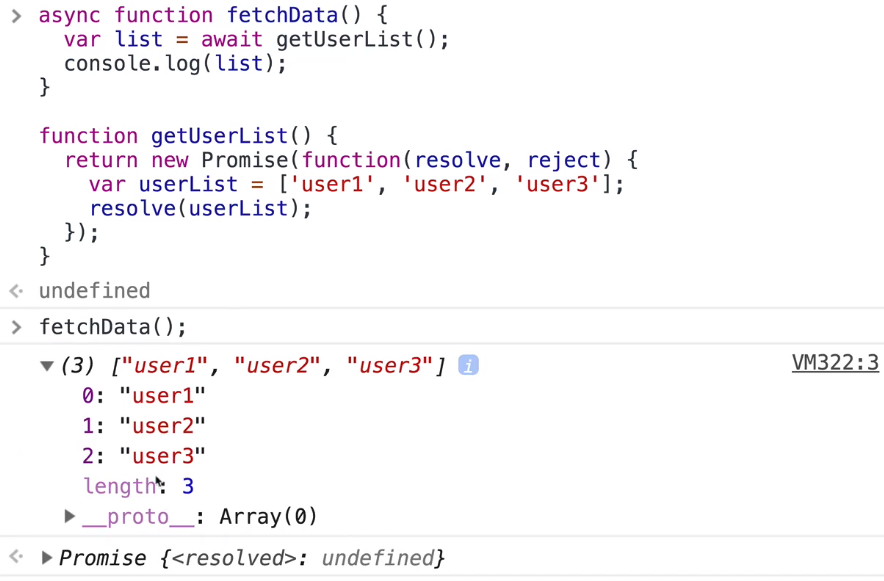 async function fetchData() {
  var list = await getUserList();
  console.log(list);
}

function getUserList() {
  return new Promise(function(resolve, reject) {
    var userList = ['user1', 'user2', 'user3'];
    resolve(userList);
  });
}
undefined
fetchData();
(3) ["user1", "user2", "user3"] i VM322:3
0: "user1"
1: "user2"
2: "user3"
length: 3
__proto__: Array(0)
Promise {<resolved>: undefined}